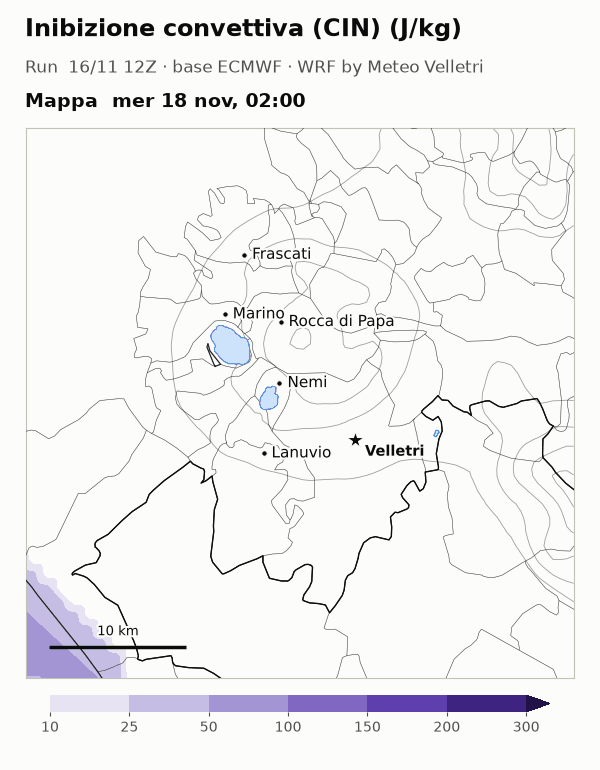 Inibizione convettiva (CIN) (J/kg)
Run  16/11 12Z · base ECMWF · WRF by Meteo Velletri
Mappa  mer 18 nov, 02:00
Frascati
Marino
Rocca di Papa
Nemi
Velletri
Lanuvio
10 km
10 25 50 100 150 200 300